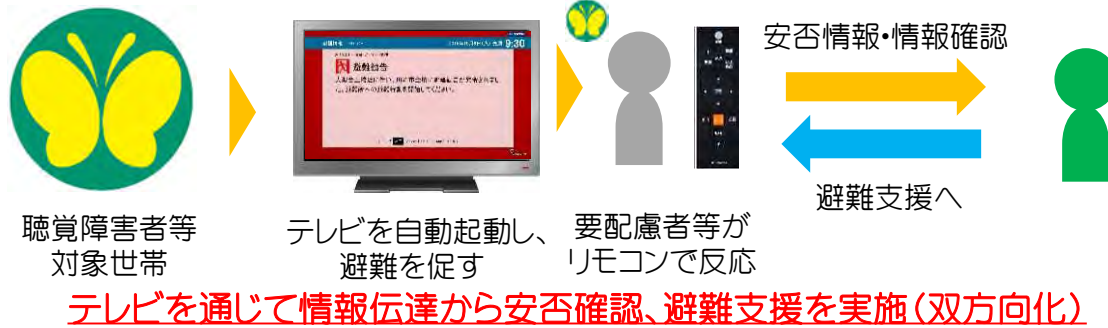 避難勧告
9:30
安否情報・情報確認
避難支援へ
聴覚障害者等
対象世帯
テレビを自動起動し、
避難を促す
要配慮者等が
リモコンで反応
テレビを通じて情報伝達から安否確認、避難支援を実施(双方向化)